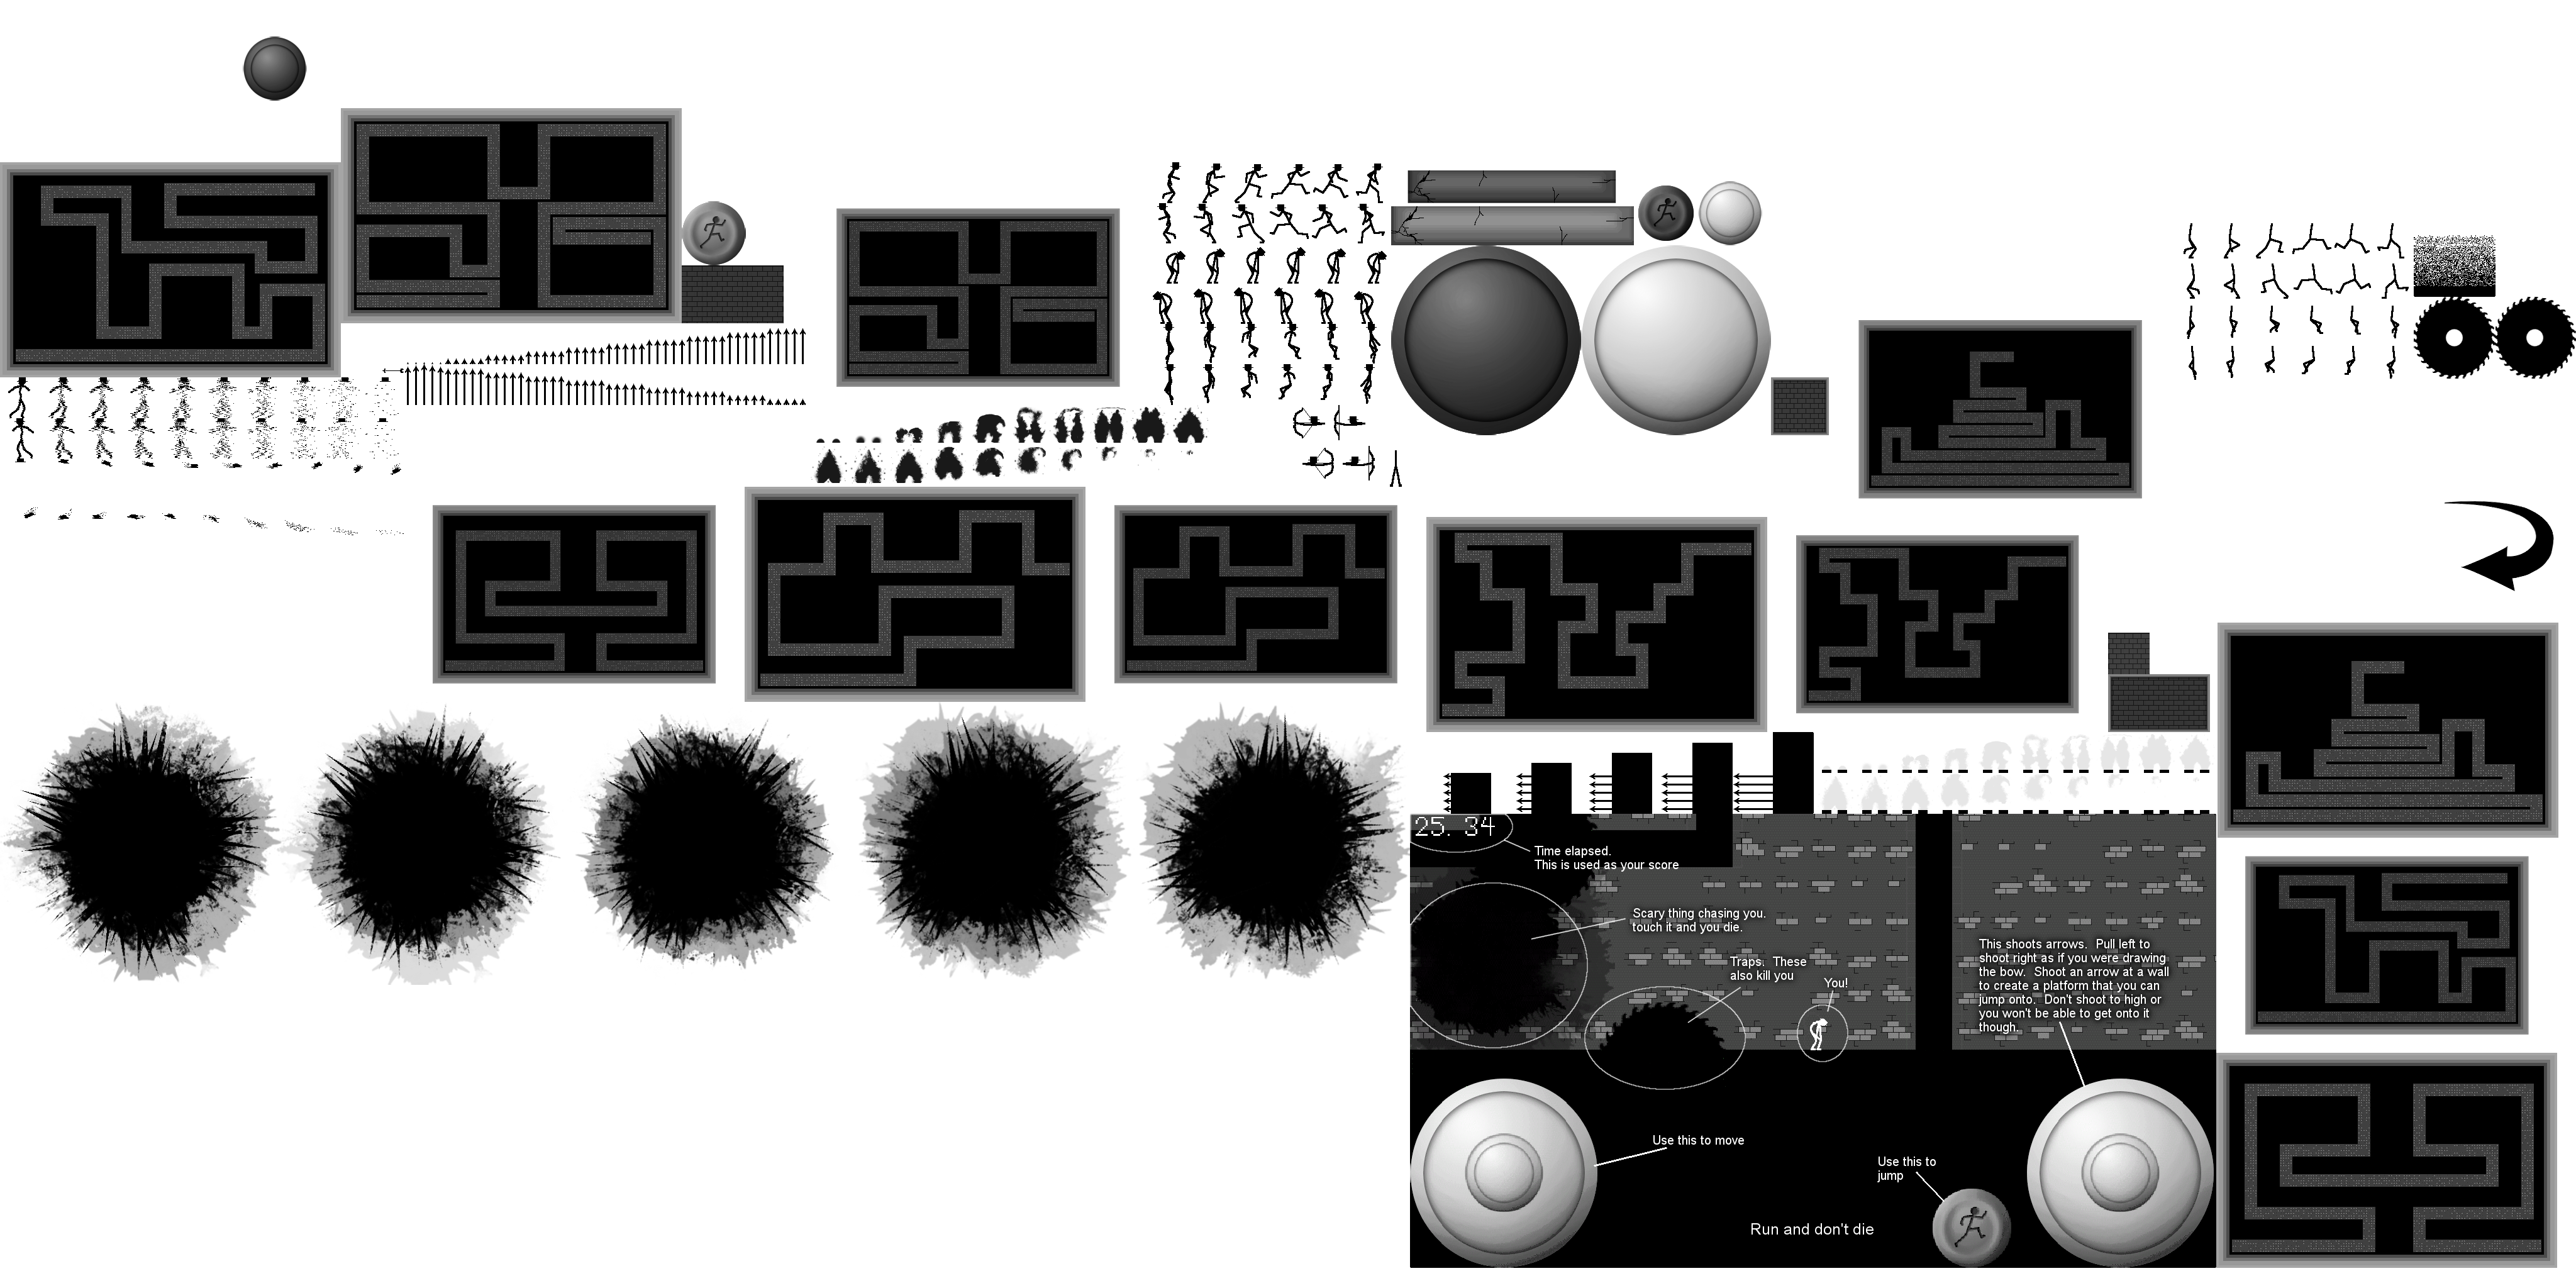 25. 34
Time elapsed.
This is used as your score
Scary thing chasing you.
touch it and you die.
Traps.  These
also kill you
You!
This shoots arrows.  Pull left to
shoot right as if you were drawing
the bow.  Shoot an arrow at a wall
to create a platform that you can
jump onto.  Don't shoot to high or
you won't be able to get onto it
though.
Use this to move
Use this to
jump
Run and don't die